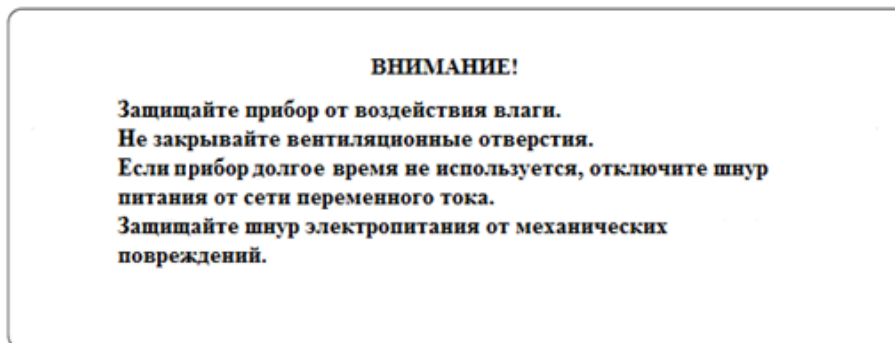 ВНИМАНИЕ!
Защищайте прибор от воздействия влаги.
Не закрывайте вентиляционные отверстия.
Если прибор долгое время не используется, отключите шнур
питания от сети переменного тока.
Защищайте шнур электропитания от механических
повреждений.